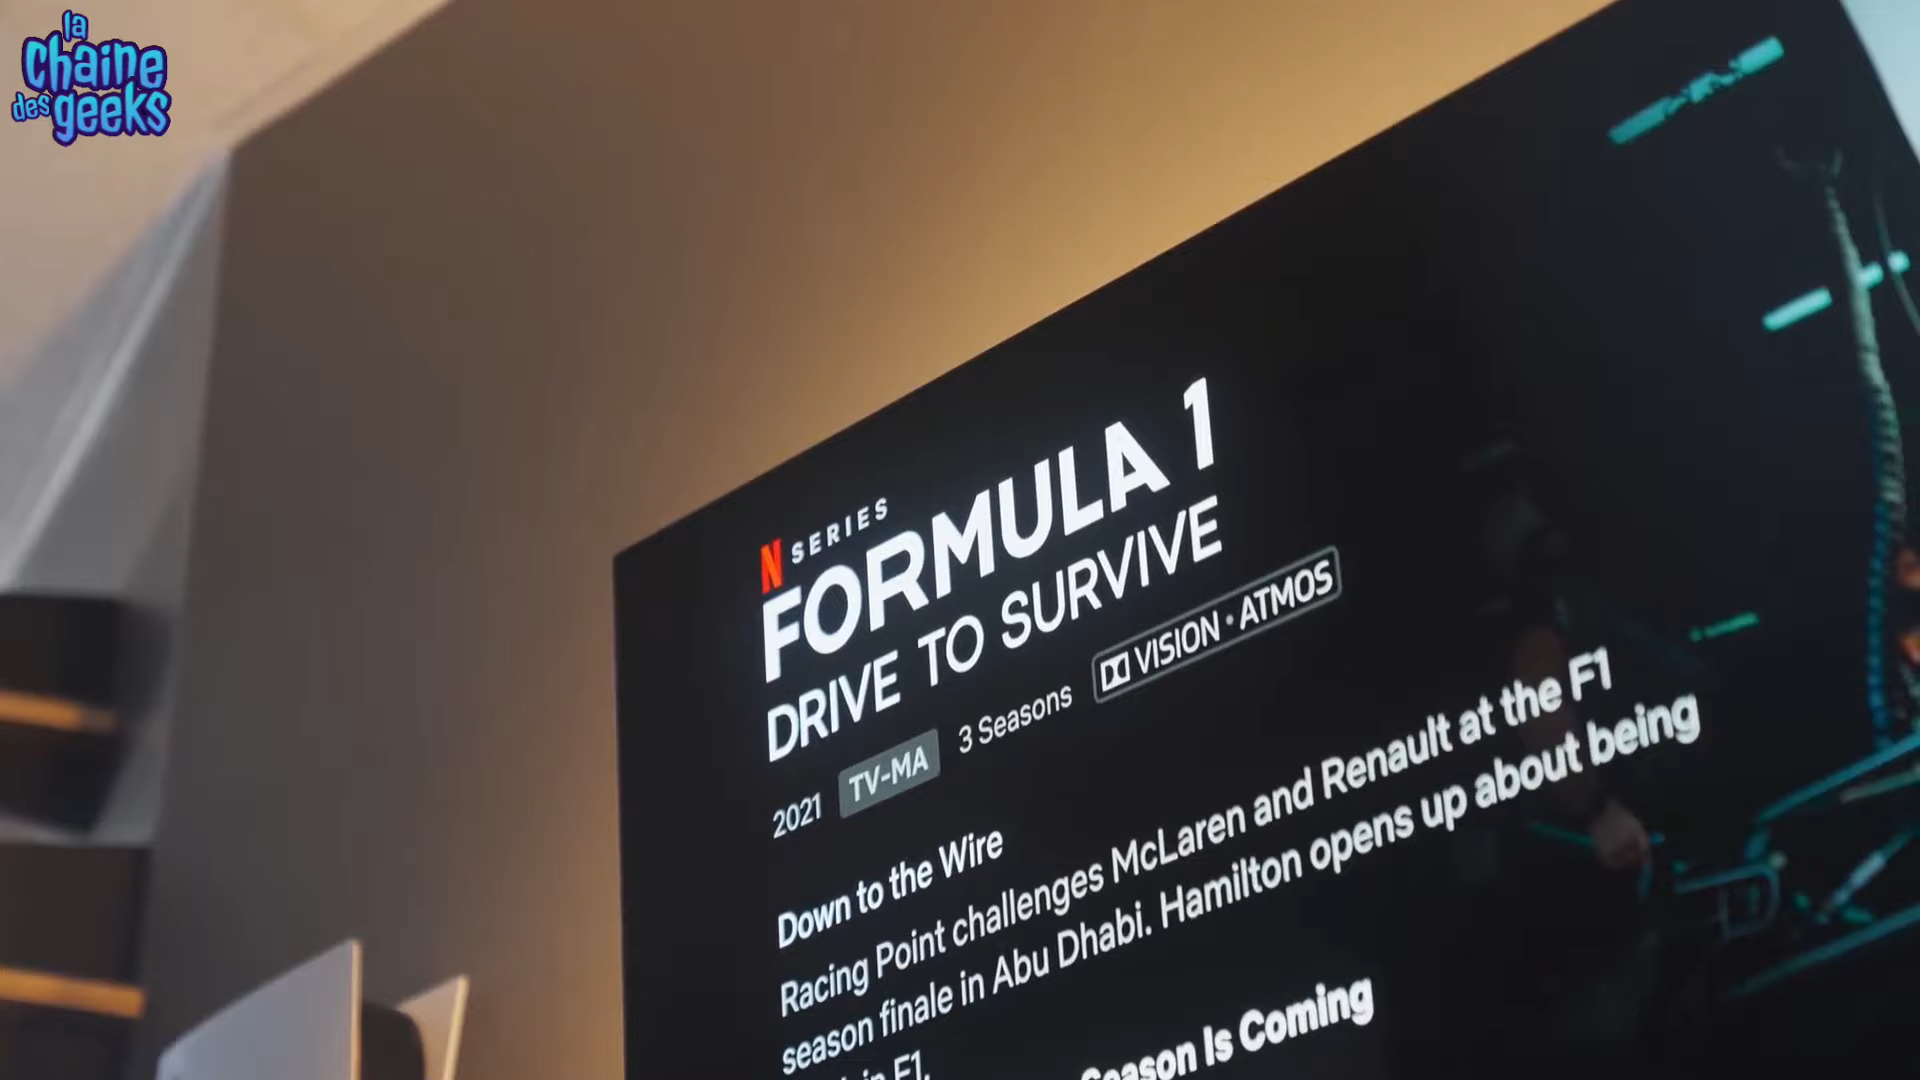 la
Chaine
des geeks
N SERIES
FORMULA 1
DRIVE TO SURVIVE
2021 TV-MA 3 Seasons VISION • ATMOS
Down to the Wire
Racing Point challenges McLaren and Renault at the F1
season finale in Abu Dhabi. Hamilton opens up about being
in F1.
Season Is Coming